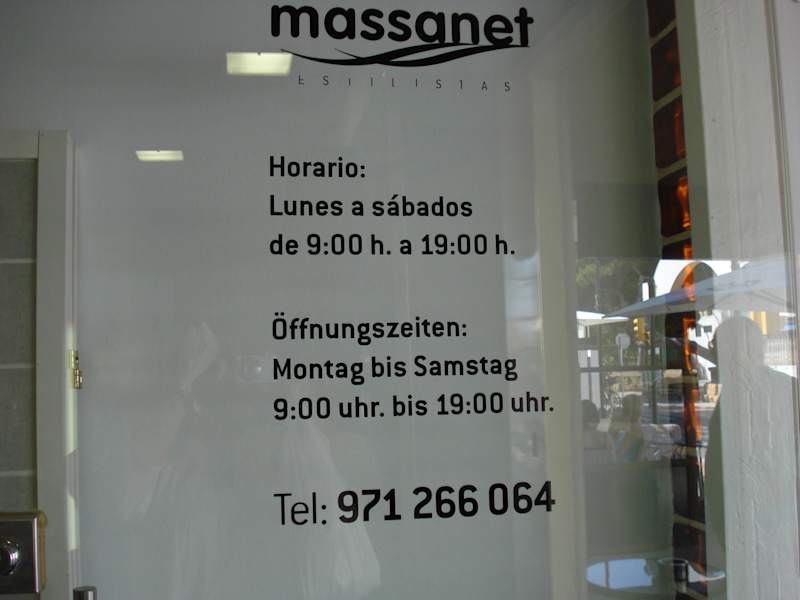 massanet
ESTILISTAS
Horario:
Lunes a sábados
de 9:00 h. a 19:00 h.
Öffnungszeiten:
Montag bis Samstag
9:00 uhr. bis 19:00 uhr.
Tel: 971 266 064